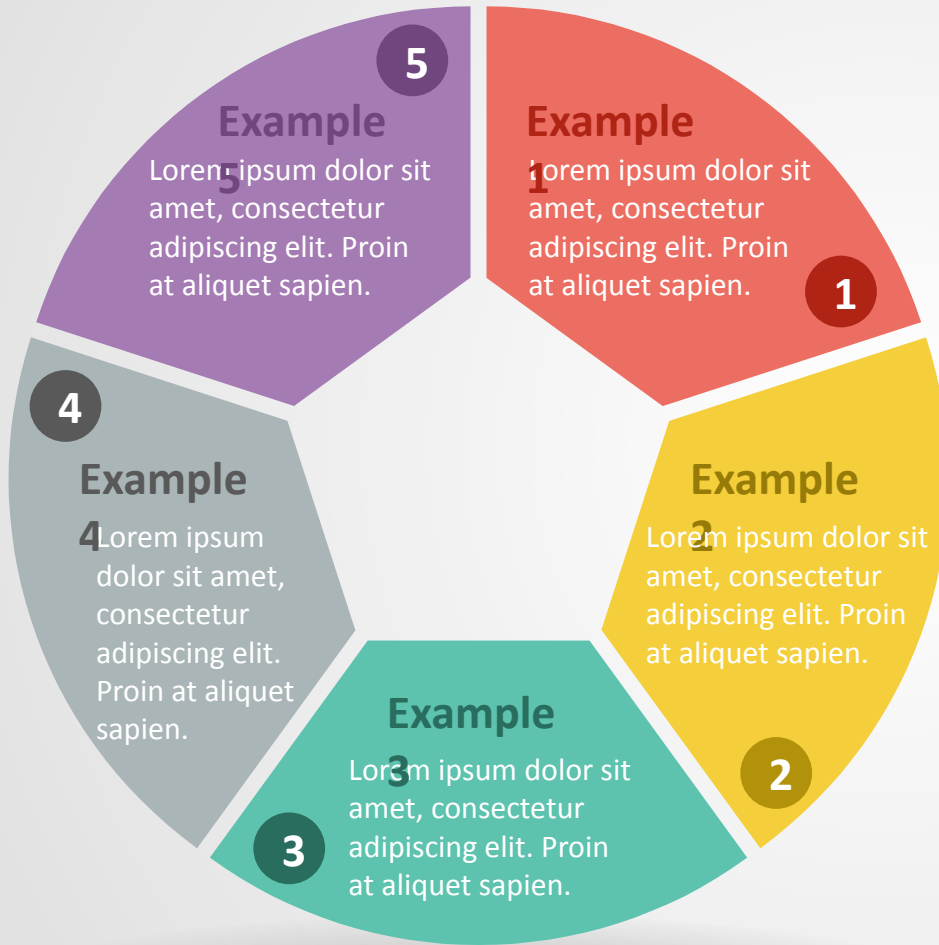 Example
1
Lorem ipsum dolor sit
amet, consectetur
adipiscing elit. Proin
at aliquet sapien.
1
Example
2
Lorem ipsum dolor sit
amet, consectetur
adipiscing elit. Proin
at aliquet sapien.
2
Example
3
Lorem ipsum dolor sit
amet, consectetur
adipiscing elit. Proin
at aliquet sapien.
3
4
Example
4
Lorem ipsum
dolor sit amet,
consectetur
adipiscing elit.
Proin at aliquet
sapien.
5
Example
5
Lorem ipsum dolor sit
amet, consectetur
adipiscing elit. Proin
at aliquet sapien.